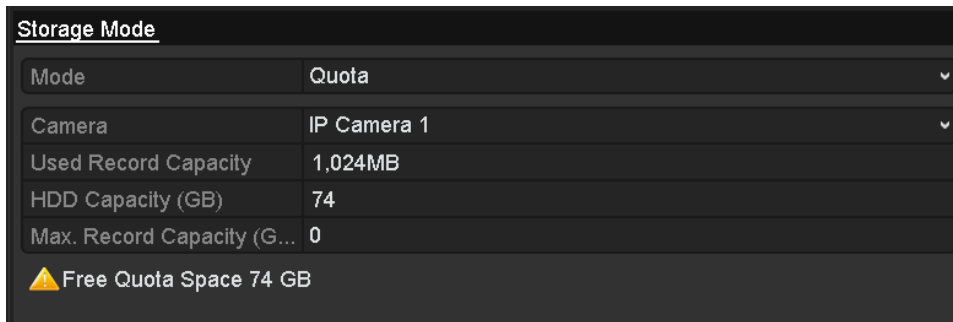 Storage Mode
Mode Quota
Camera IP Camera 1
Used Record Capacity 1,024MB
HDD Capacity (GB) 74
Max. Record Capacity (G... 0
Free Quota Space 74 GB